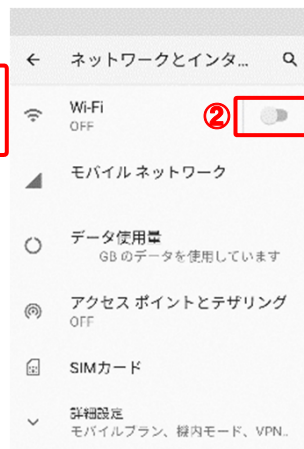 ネットワークとインタ...
Wi-Fi
OFF
②
モバイル ネットワーク
データ使用量
GB のデータを使用しています
アクセス ポイントとテザリング
OFF
SIMカード
詳細設定
モバイルプラン、機内モード、VPN..